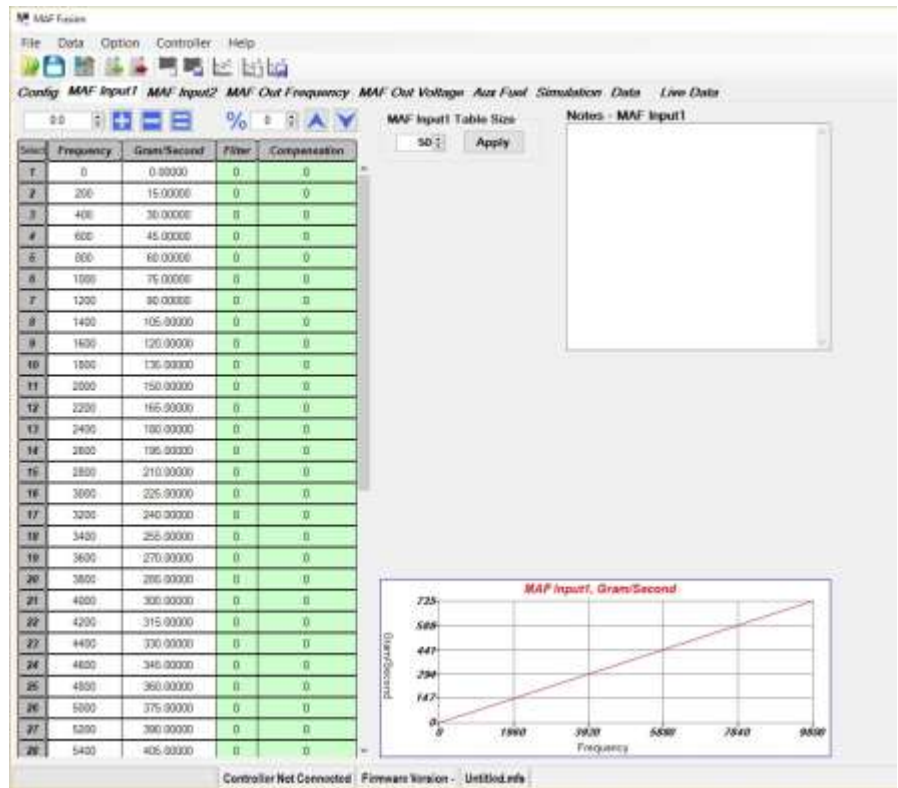 MAF Fusion
File Data Option Controller Help
Config MAF Input1 MAF Input2 MAF Out Frequency MAF Out Voltage Aux Fuel Simulation Data Live Data
0.0 % 0
MAF Input1 Table Size
50 Apply
Notes - MAF Input1
Select Frequency Gram/Second Filter Compensation
1 0 0.00000 0 0
2 200 15.00000 0 0
3 400 30.00000 0 0
4 600 45.00000 0 0
5 800 60.00000 0 0
6 1000 75.00000 0 0
7 1200 90.00000 0 0
8 1400 105.00000 0 0
9 1600 120.00000 0 0
10 1800 135.00000 0 0
11 2000 150.00000 0 0
12 2200 165.00000 0 0
13 2400 180.00000 0 0
14 2600 195.00000 0 0
15 2800 210.00000 0 0
16 3000 225.00000 0 0
17 3200 240.00000 0 0
18 3400 255.00000 0 0
19 3600 270.00000 0 0
20 3800 285.00000 0 0
21 4000 300.00000 0 0
22 4200 315.00000 0 0
23 4400 330.00000 0 0
24 4600 345.00000 0 0
25 4800 360.00000 0 0
26 5000 375.00000 0 0
27 5200 390.00000 0 0
28 5400 405.00000 0 0
MAF Input1, Gram/Second
Gram/Second
735
588
441
294
147
0
0 1960 3920 5880 7840 9800
Frequency
Controller Not Connected Firmware Version - Untitled.mfs